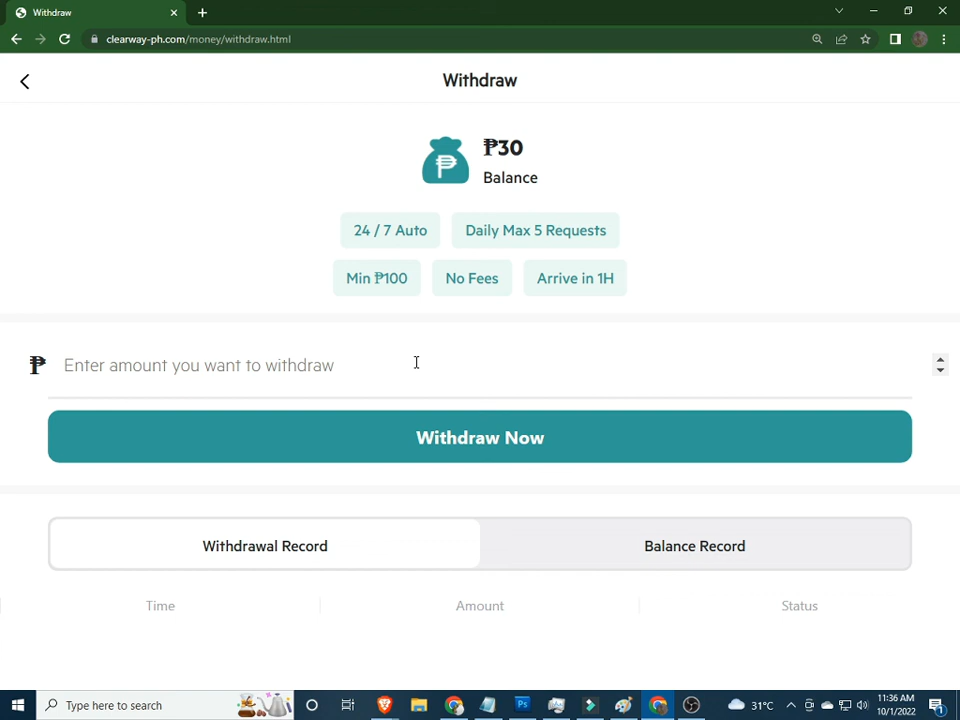 Withdraw
clearway-ph.com/money/withdraw.html
Withdraw
₱30
Balance
24 / 7 Auto
Daily Max 5 Requests
Min ₱100
No Fees
Arrive in 1H
₱ Enter amount you want to withdraw
Withdraw Now
Withdrawal Record
Balance Record
Time
Amount
Status
Type here to search
Ps
31°C
11:36 AM
10/1/2022
1